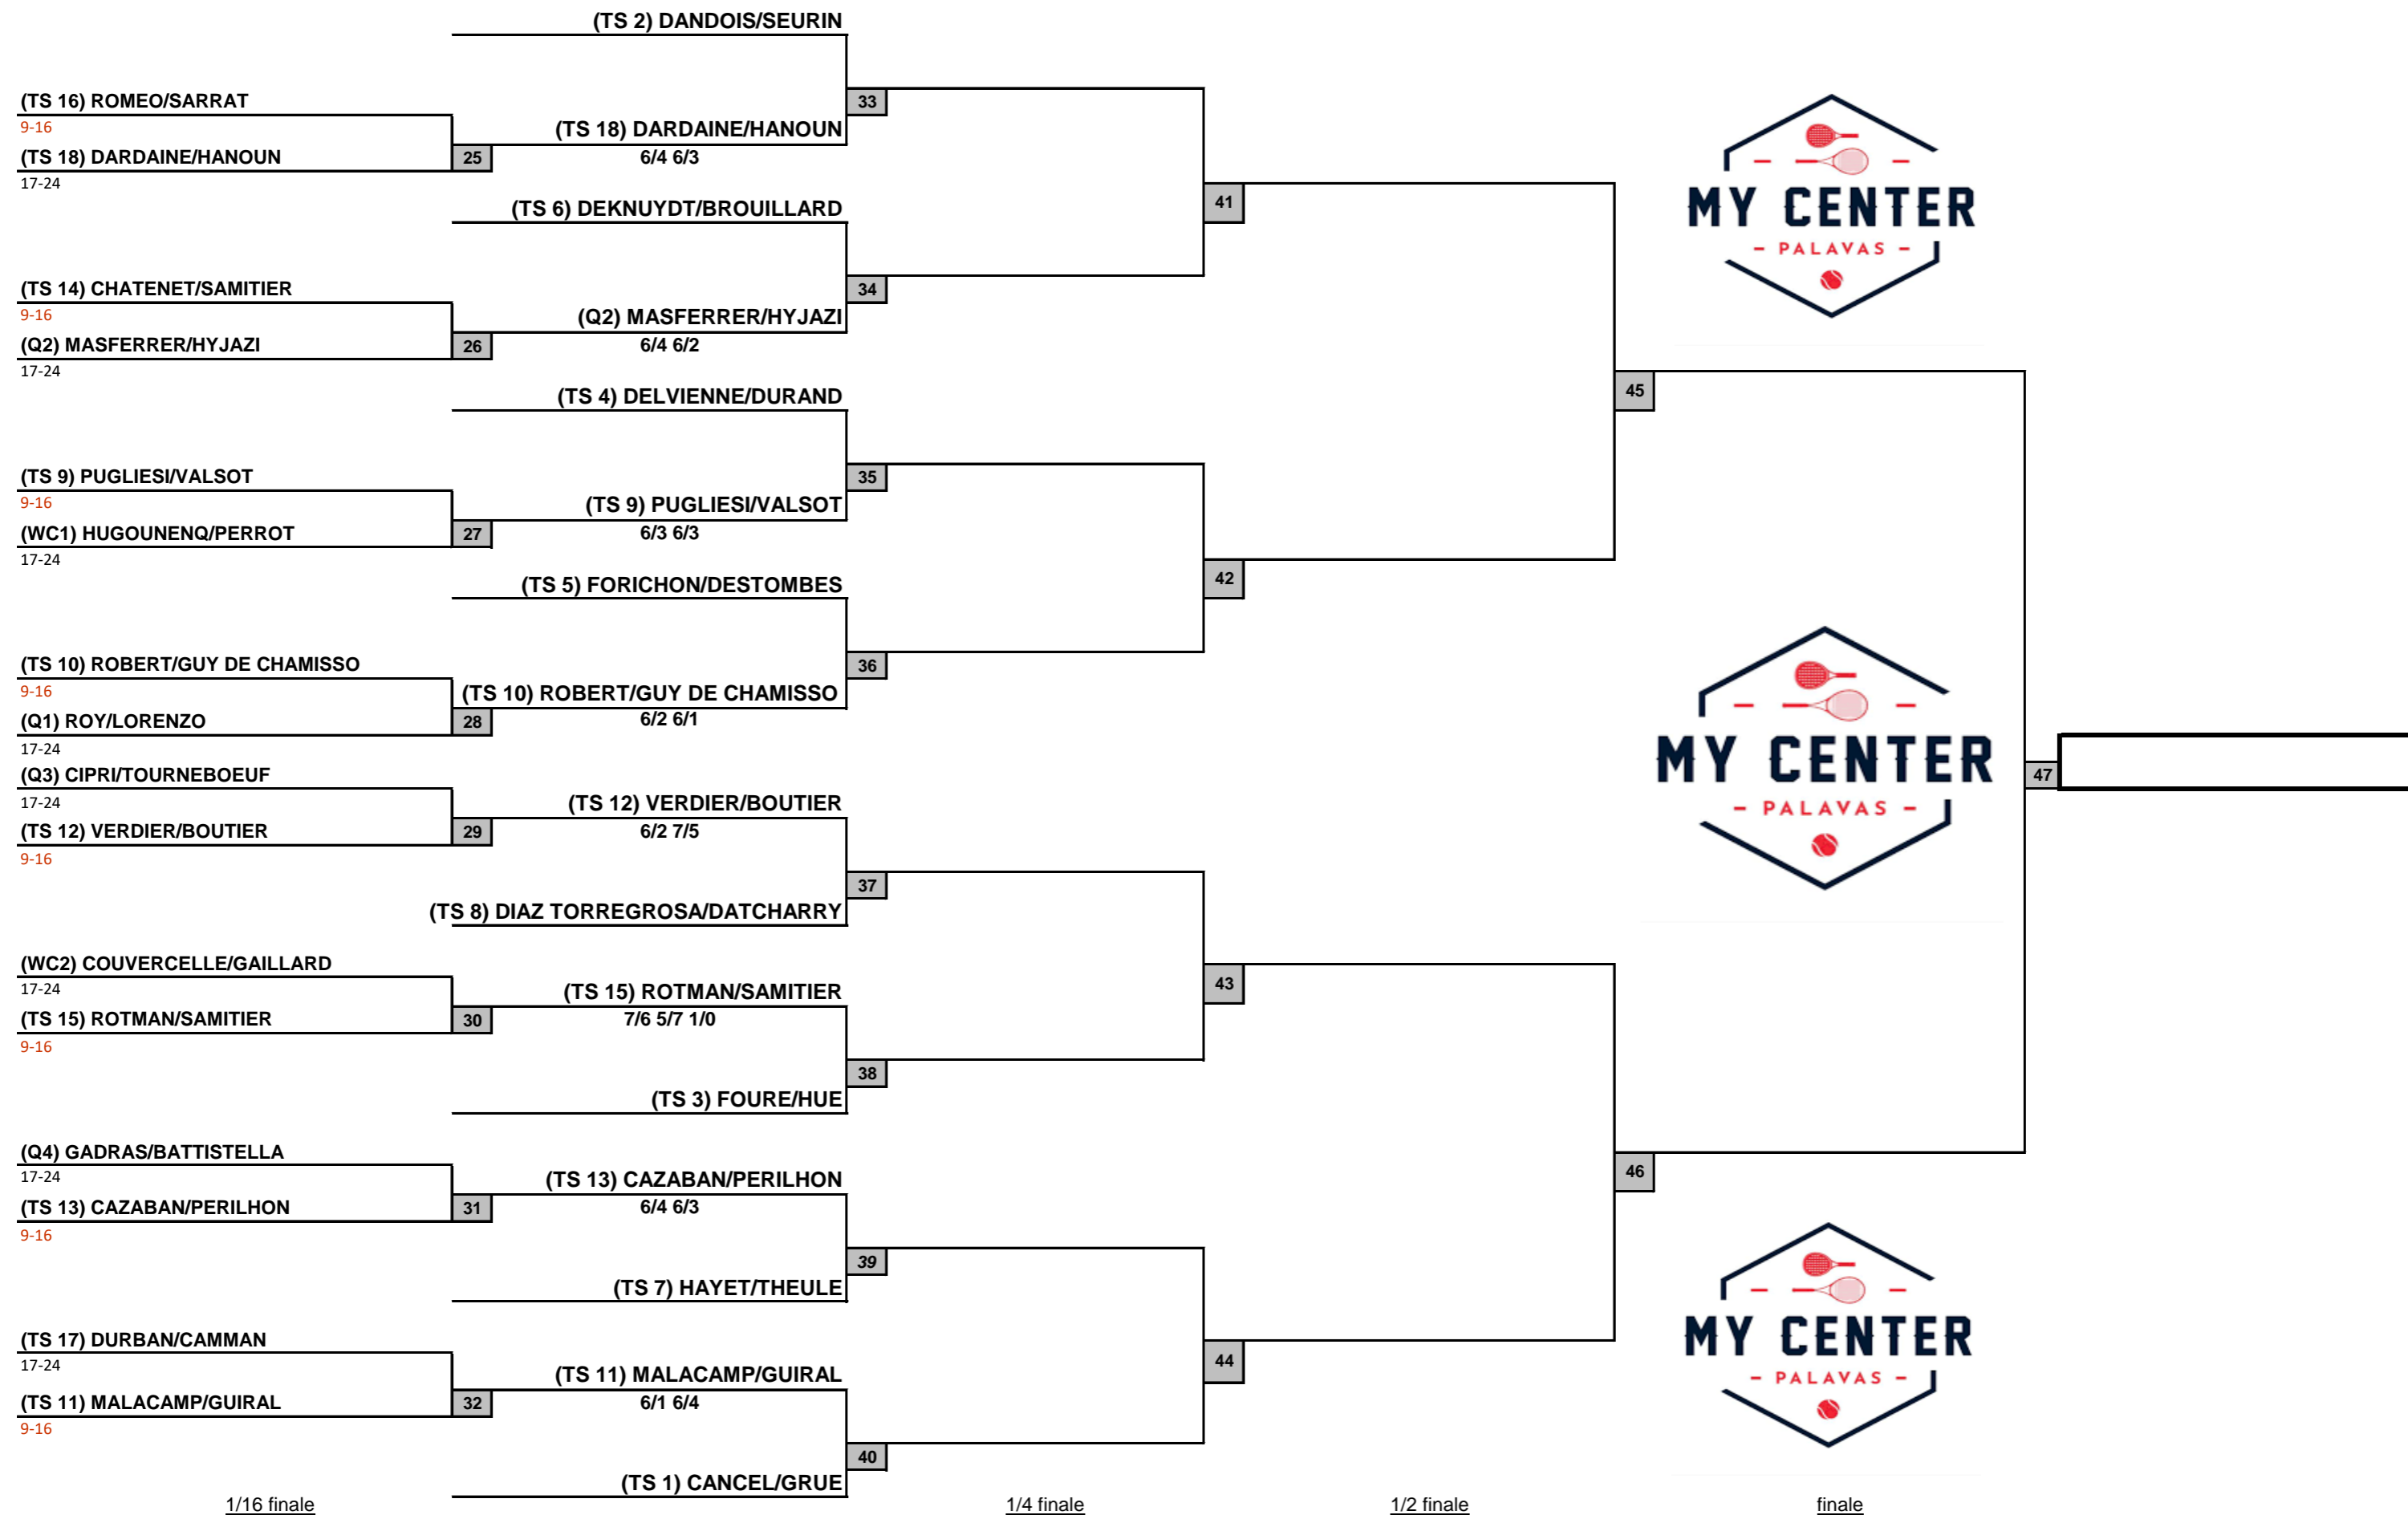 (TS 2) DANDOIS/SEURIN
(TS 16) ROMEO/SARRAT
33
9-16
(TS 18) DARDAINE/HANOUN
(TS 18) DARDAINE/HANOUN
25
6/4 6/3
17-24
(TS 6) DEKNUYDT/BROUILLARD
41
MY CENTER
- PALAVAS -
(TS 14) CHATENET/SAMITIER
34
9-16
(Q2) MASFERRER/HYJAZI
(Q2) MASFERRER/HYJAZI
26
6/4 6/2
17-24
(TS 4) DELVIENNE/DURAND
45
(TS 9) PUGLIESI/VALSOT
35
9-16
(TS 9) PUGLIESI/VALSOT
(WC1) HUGOUNENQ/PERROT
27
6/3 6/3
17-24
(TS 5) FORICHON/DESTOMBES
42
(TS 10) ROBERT/GUY DE CHAMISSO
36
9-16
(TS 10) ROBERT/GUY DE CHAMISSO
(Q1) ROY/LORENZO
28
6/2 6/1
17-24
MY CENTER
- PALAVAS -
47
(Q3) CIPRI/TOURNEBOEUF
17-24
(TS 12) VERDIER/BOUTIER
(TS 12) VERDIER/BOUTIER
29
6/2 7/5
9-16
37
(TS 8) DIAZ TORREGROSA/DATCHARRY
(WC2) COUVERCELLE/GAILLARD
17-24
(TS 15) ROTMAN/SAMITIER
43
(TS 15) ROTMAN/SAMITIER
30
7/6 5/7 1/0
9-16
38
(TS 3) FOURE/HUE
(Q4) GADRAS/BATTISTELLA
17-24
(TS 13) CAZABAN/PERILHON
46
(TS 13) CAZABAN/PERILHON
31
6/4 6/3
9-16
39
(TS 7) HAYET/THEULE
MY CENTER
- PALAVAS -
(TS 17) DURBAN/CAMMAN
17-24
(TS 11) MALACAMP/GUIRAL
44
(TS 11) MALACAMP/GUIRAL
32
6/1 6/4
9-16
40
(TS 1) CANCEL/GRUE
1/16 finale
1/4 finale
1/2 finale
finale